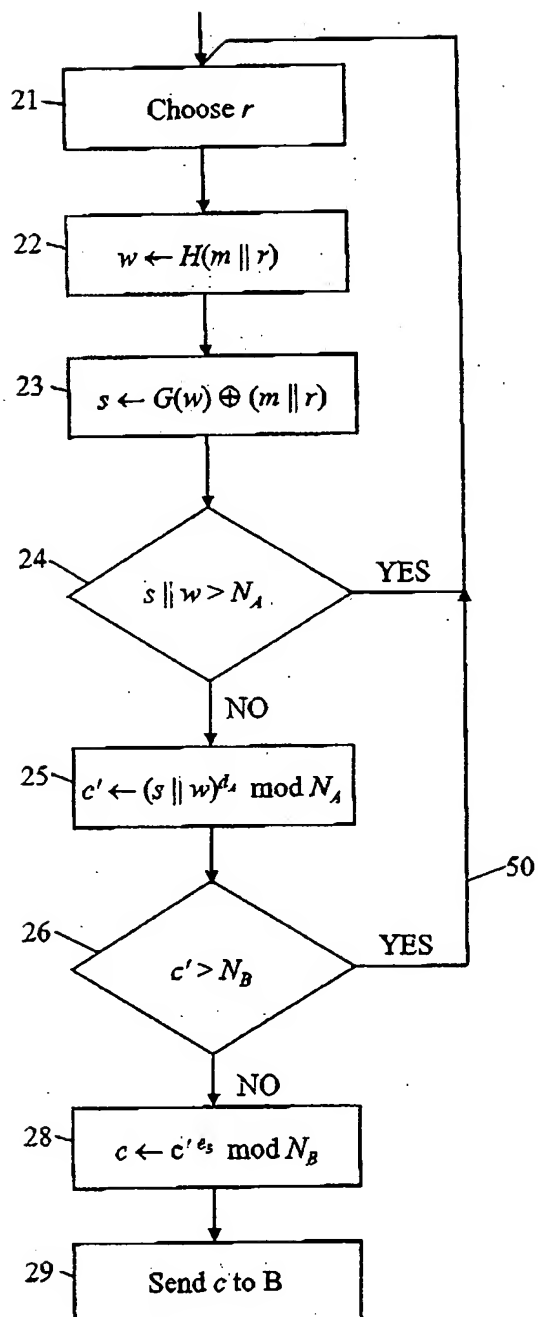 21
Choose r
22
w ← H(m || r)
23
s ← G(w) ⊕ (m || r)
24
s || w > N_A
YES
NO
25
c' ← (s || w)^{d_A} mod N_A
50
26
c' > N_B
YES
NO
28
c ← c'^{e_B} mod N_B
29
Send c to B